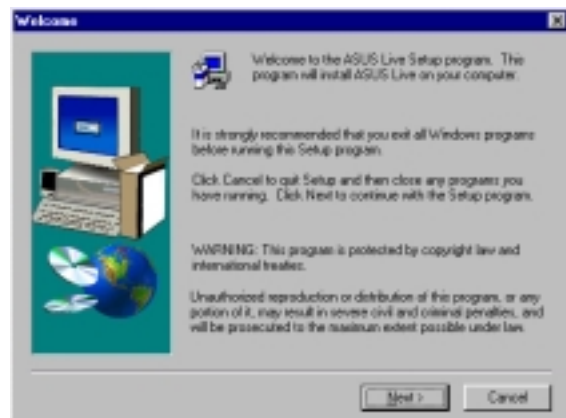 Welcome
Welcome to the ASUS Live Setup program. This
program will install ASUS Live on your computer.
It is strongly recommended that you exit all Windows programs
before running this Setup program.
Click Cancel to quit Setup and then close any programs you
have running. Click Next to continue with the Setup program.
WARNING: This program is protected by copyright law and
international treaties.
Unauthorized reproduction or distribution of this program, or any
portion of it, may result in severe civil and criminal penalties, and
will be prosecuted to the maximum extent possible under law.
Next >
Cancel